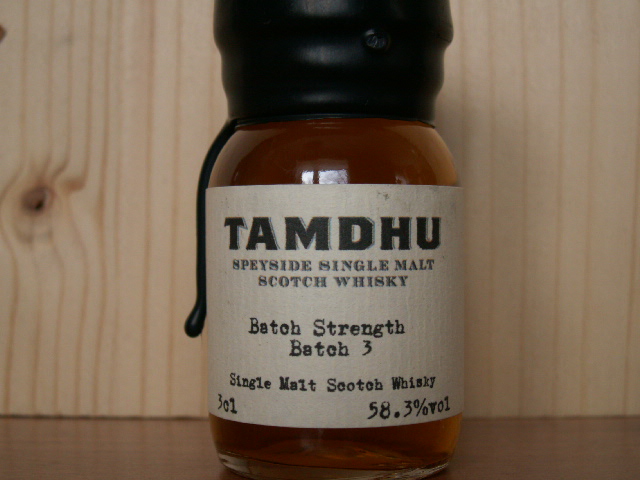 TAMDHU
SPEYSIDE SINGLE MALT
SCOTCH WHISKY
Batch Strength
Batch 3
Single Malt Scotch Whisky
3cl 58.3%vol